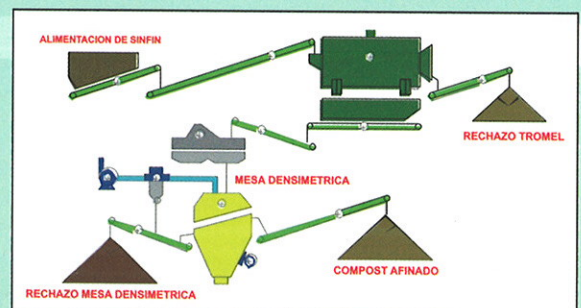 ALIMENTACION DE SINFIN
RECHAZO TROMEL
MESA DENSIMETRICA
COMPOST AFINADO
RECHAZO MESA DENSIMETRICA